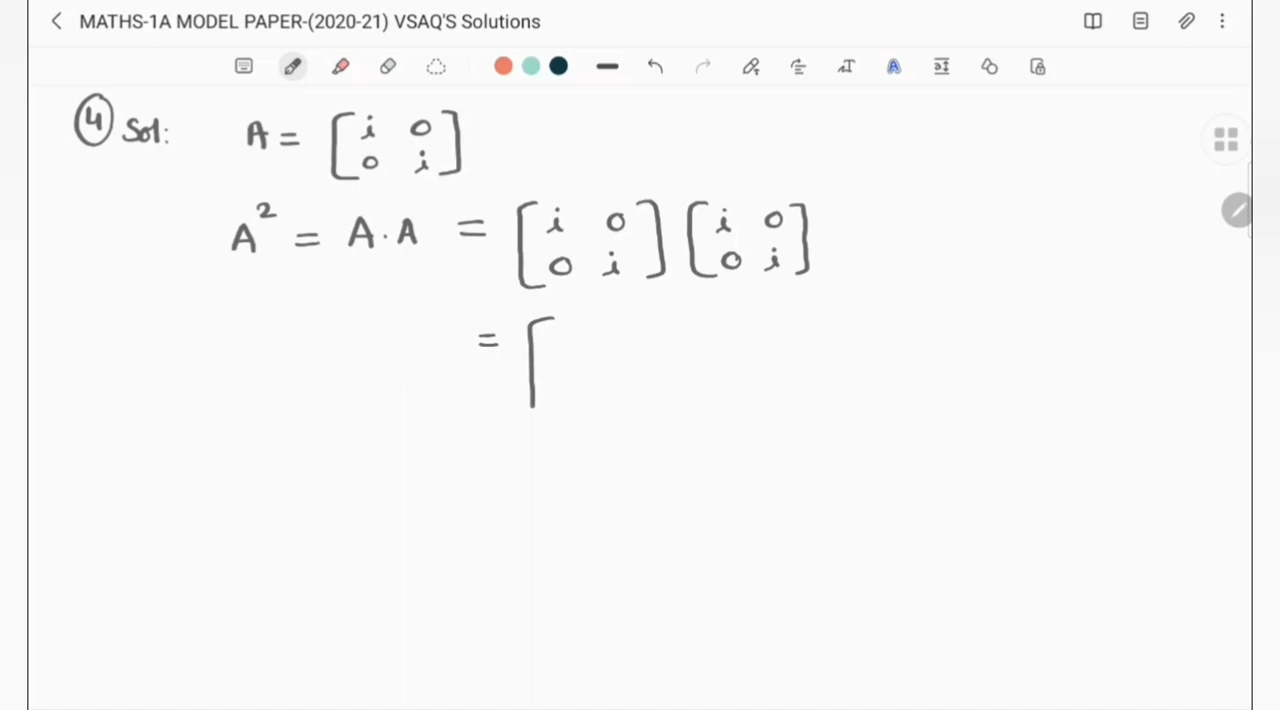 MATHS-1A MODEL PAPER-(2020-21) VSAQ'S Solutions
④ Sol: A = [i 0
0 i]
A² = A·A = [i 0 [i 0
0 i] 0 i]
= [